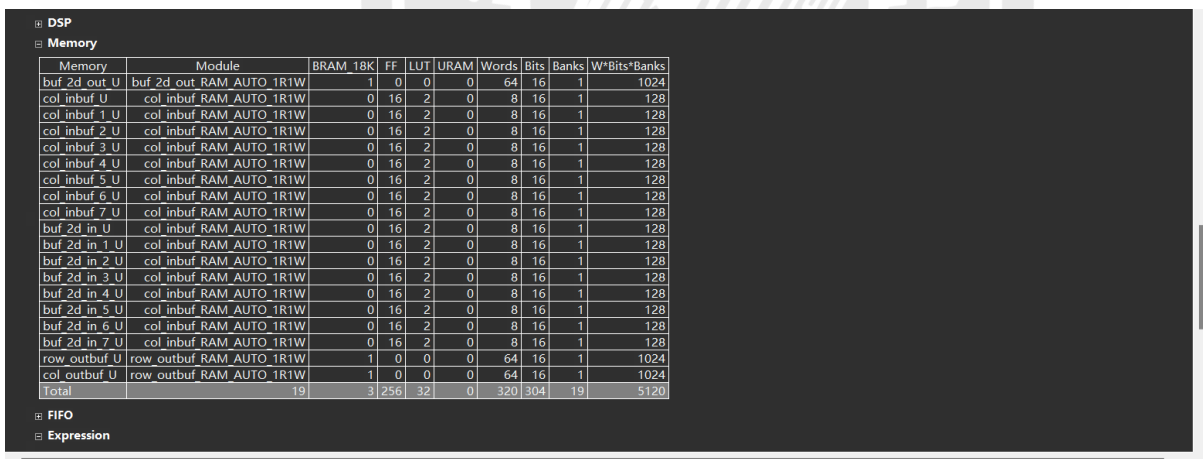 DSP
Memory
Memory Module BRAM_18K FF LUT URAM Words Bits Banks W*Bits*Banks
buf_2d_out_U buf_2d_out_RAM_AUTO_1R1W 1 0 0 0 64 16 1 1024
col_inbuf_U col_inbuf_RAM_AUTO_1R1W 0 16 2 0 8 16 1 128
col_inbuf_1_U col_inbuf_RAM_AUTO_1R1W 0 16 2 0 8 16 1 128
col_inbuf_2_U col_inbuf_RAM_AUTO_1R1W 0 16 2 0 8 16 1 128
col_inbuf_3_U col_inbuf_RAM_AUTO_1R1W 0 16 2 0 8 16 1 128
col_inbuf_4_U col_inbuf_RAM_AUTO_1R1W 0 16 2 0 8 16 1 128
col_inbuf_5_U col_inbuf_RAM_AUTO_1R1W 0 16 2 0 8 16 1 128
col_inbuf_6_U col_inbuf_RAM_AUTO_1R1W 0 16 2 0 8 16 1 128
col_inbuf_7_U col_inbuf_RAM_AUTO_1R1W 0 16 2 0 8 16 1 128
buf_2d_in_U col_inbuf_RAM_AUTO_1R1W 0 16 2 0 8 16 1 128
buf_2d_in_1_U col_inbuf_RAM_AUTO_1R1W 0 16 2 0 8 16 1 128
buf_2d_in_2_U col_inbuf_RAM_AUTO_1R1W 0 16 2 0 8 16 1 128
buf_2d_in_3_U col_inbuf_RAM_AUTO_1R1W 0 16 2 0 8 16 1 128
buf_2d_in_4_U col_inbuf_RAM_AUTO_1R1W 0 16 2 0 8 16 1 128
buf_2d_in_5_U col_inbuf_RAM_AUTO_1R1W 0 16 2 0 8 16 1 128
buf_2d_in_6_U col_inbuf_RAM_AUTO_1R1W 0 16 2 0 8 16 1 128
buf_2d_in_7_U col_inbuf_RAM_AUTO_1R1W 0 16 2 0 8 16 1 128
row_outbuf_U row_outbuf_RAM_AUTO_1R1W 1 0 0 0 64 16 1 1024
col_outbuf_U row_outbuf_RAM_AUTO_1R1W 1 0 0 0 64 16 1 1024
Total 19 3 256 32 0 320 304 19 5120
FIFO
Expression